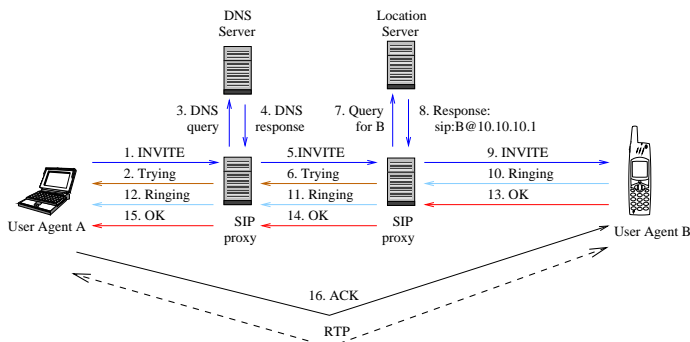 DNS
Server
Location
Server
3. DNS
query
4. DNS
response
7. Query
for B
8. Response:
sip:B@10.10.10.1
1. INVITE
5.INVITE
9. INVITE
2. Trying
6. Trying
10. Ringing
12. Ringing
11. Ringing
13. OK
15. OK
14. OK
User Agent A
SIP
proxy
SIP
proxy
User Agent B
16. ACK
RTP